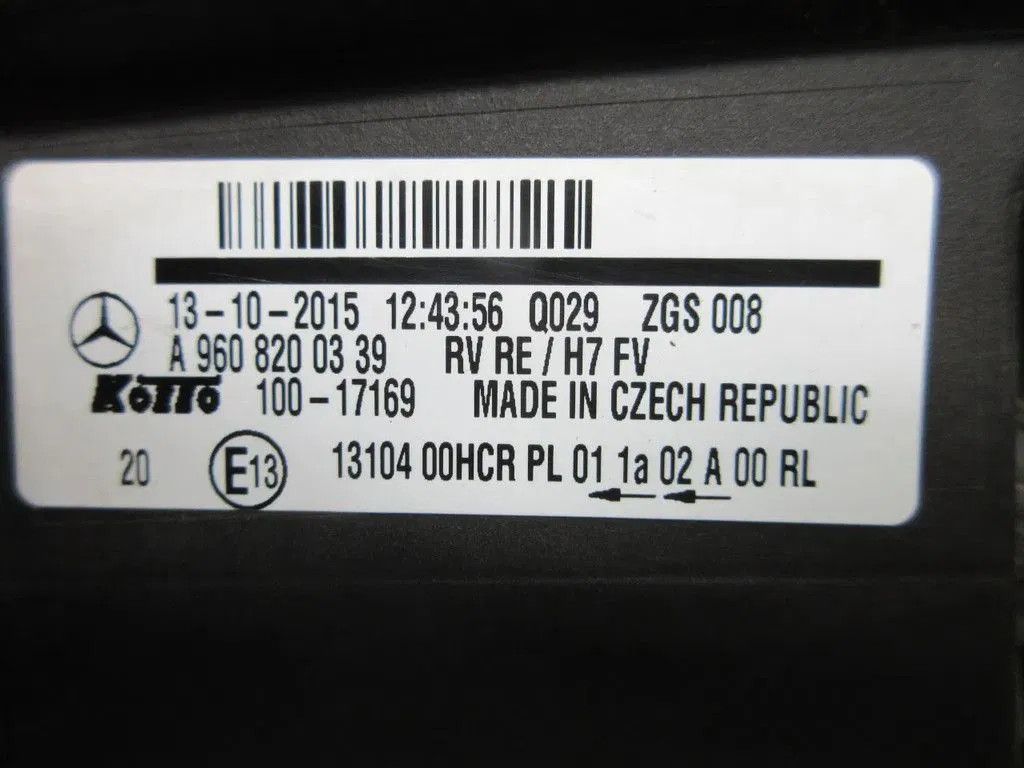 13-10-2015 12:43:56 Q029 ZGS 008
A 960 820 03 39 RV RE / H7 FV
KOITO 100-17169 MADE IN CZECH REPUBLIC
20 E13 13104 00HCR PL 01 1a 02 A 00 RL